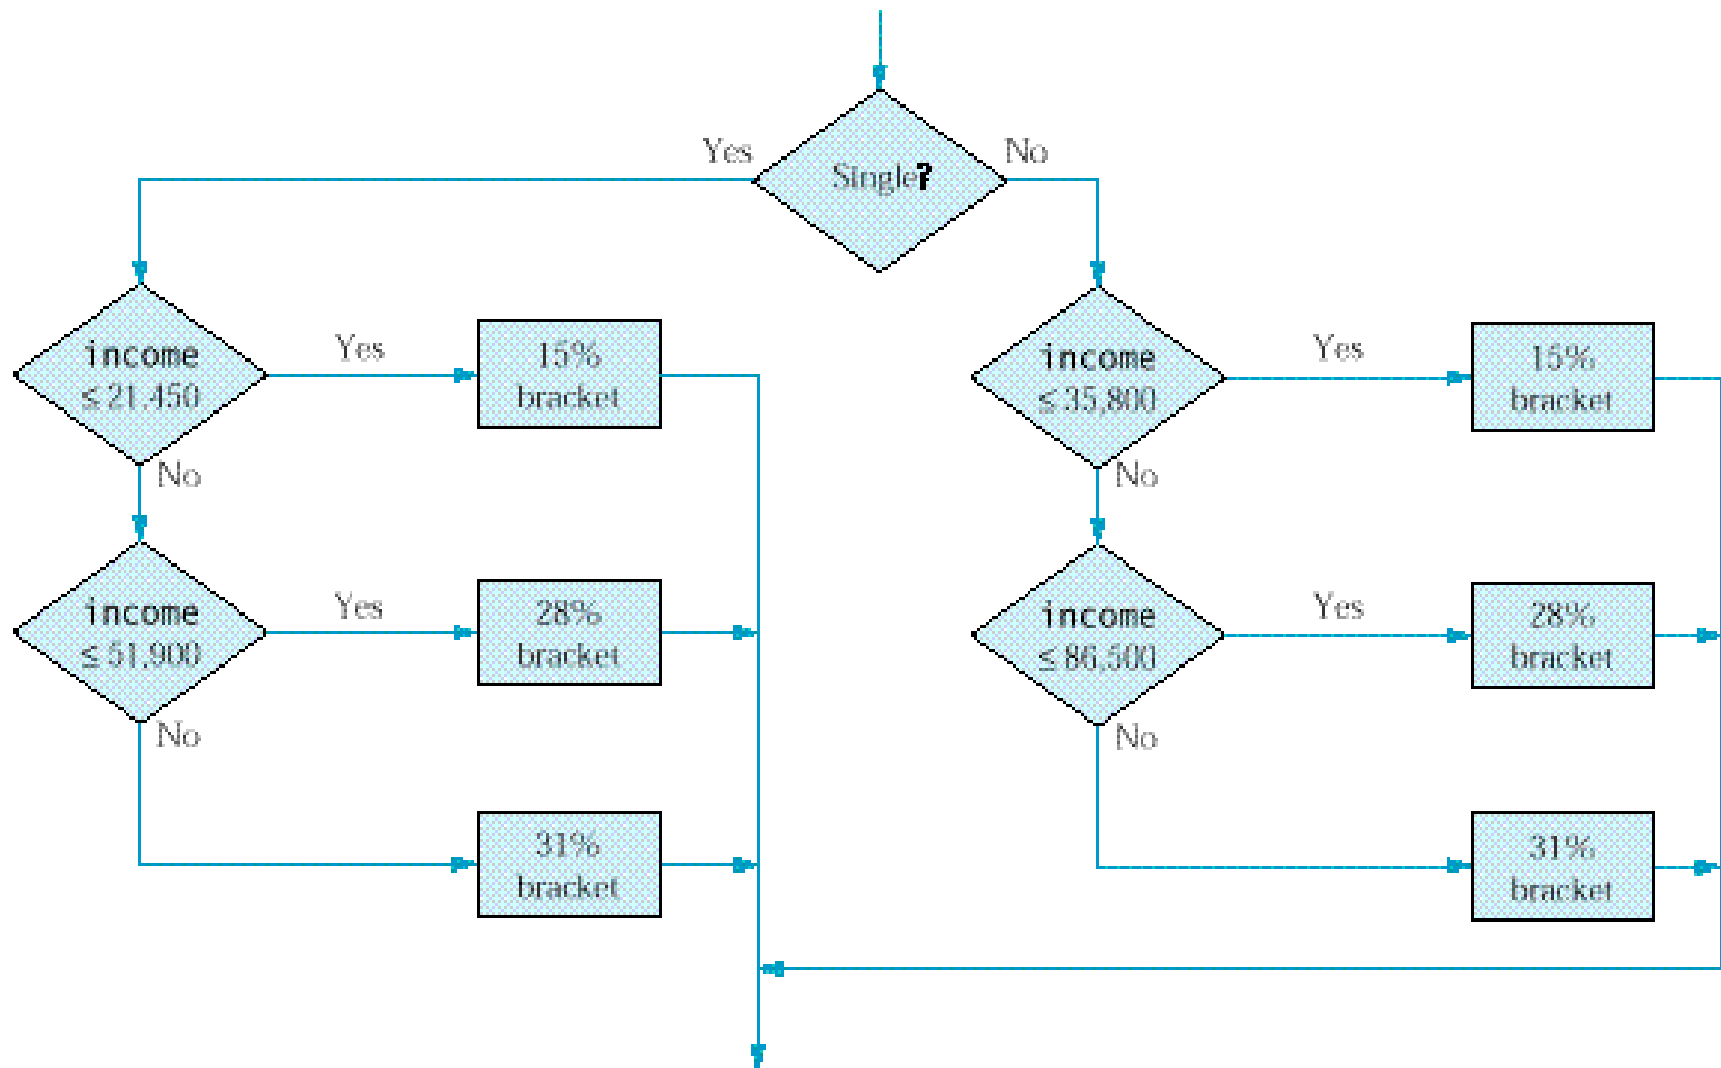 Yes
No
Single?
income
≤ 21,450
Yes
15%
bracket
No
income
≤ 51,900
Yes
28%
bracket
No
31%
bracket
income
≤ 35,800
Yes
15%
bracket
No
income
≤ 86,500
Yes
28%
bracket
No
31%
bracket